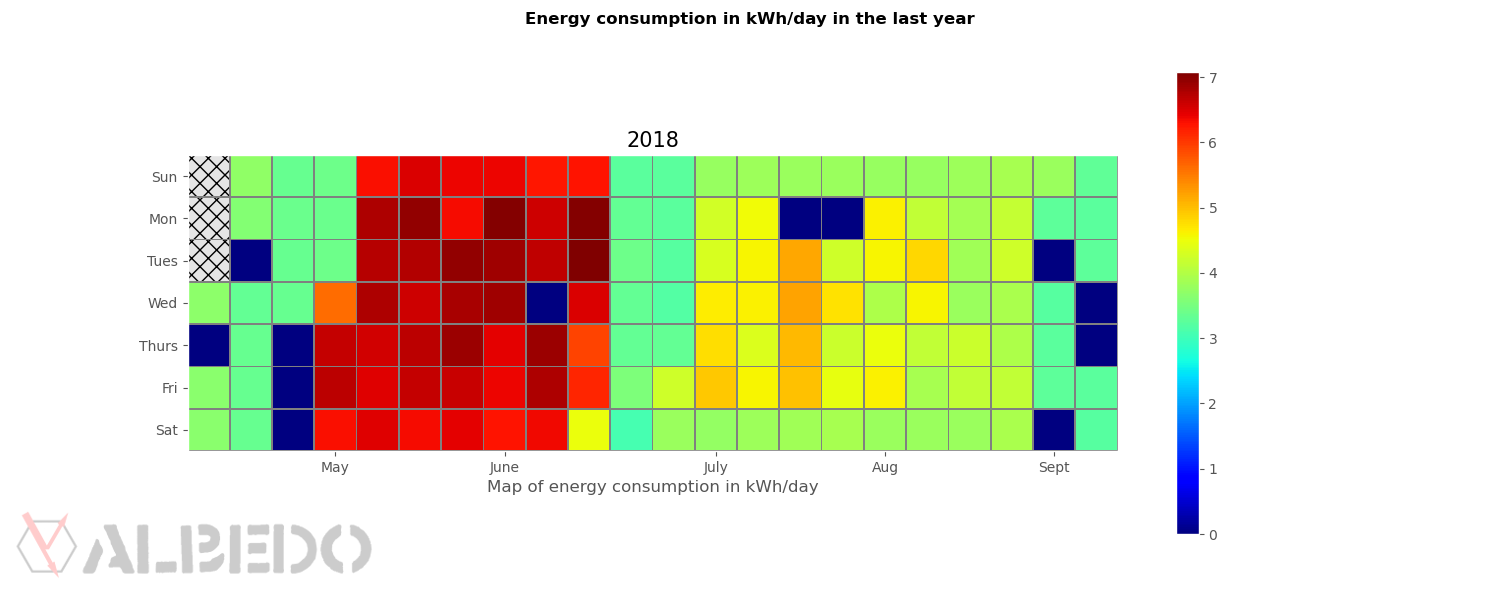 Energy consumption in kWh/day in the last year
2018
Sun
Mon
Tues
Wed
Thurs
Fri
Sat
May June July Aug Sept
Map of energy consumption in kWh/day
7
6
5
4
3
2
1
0
ALBEDO